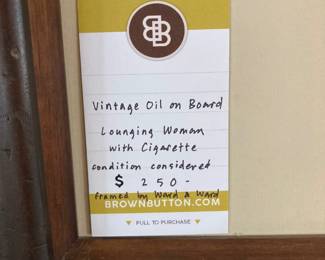 BB
Vintage Oil on Board
Lounging Woman
with Cigarette
condition considered
$ 250-
framed by Ward & Ward
BROWNBUTTON.COM
▼ PULL TO PURCHASE ▼